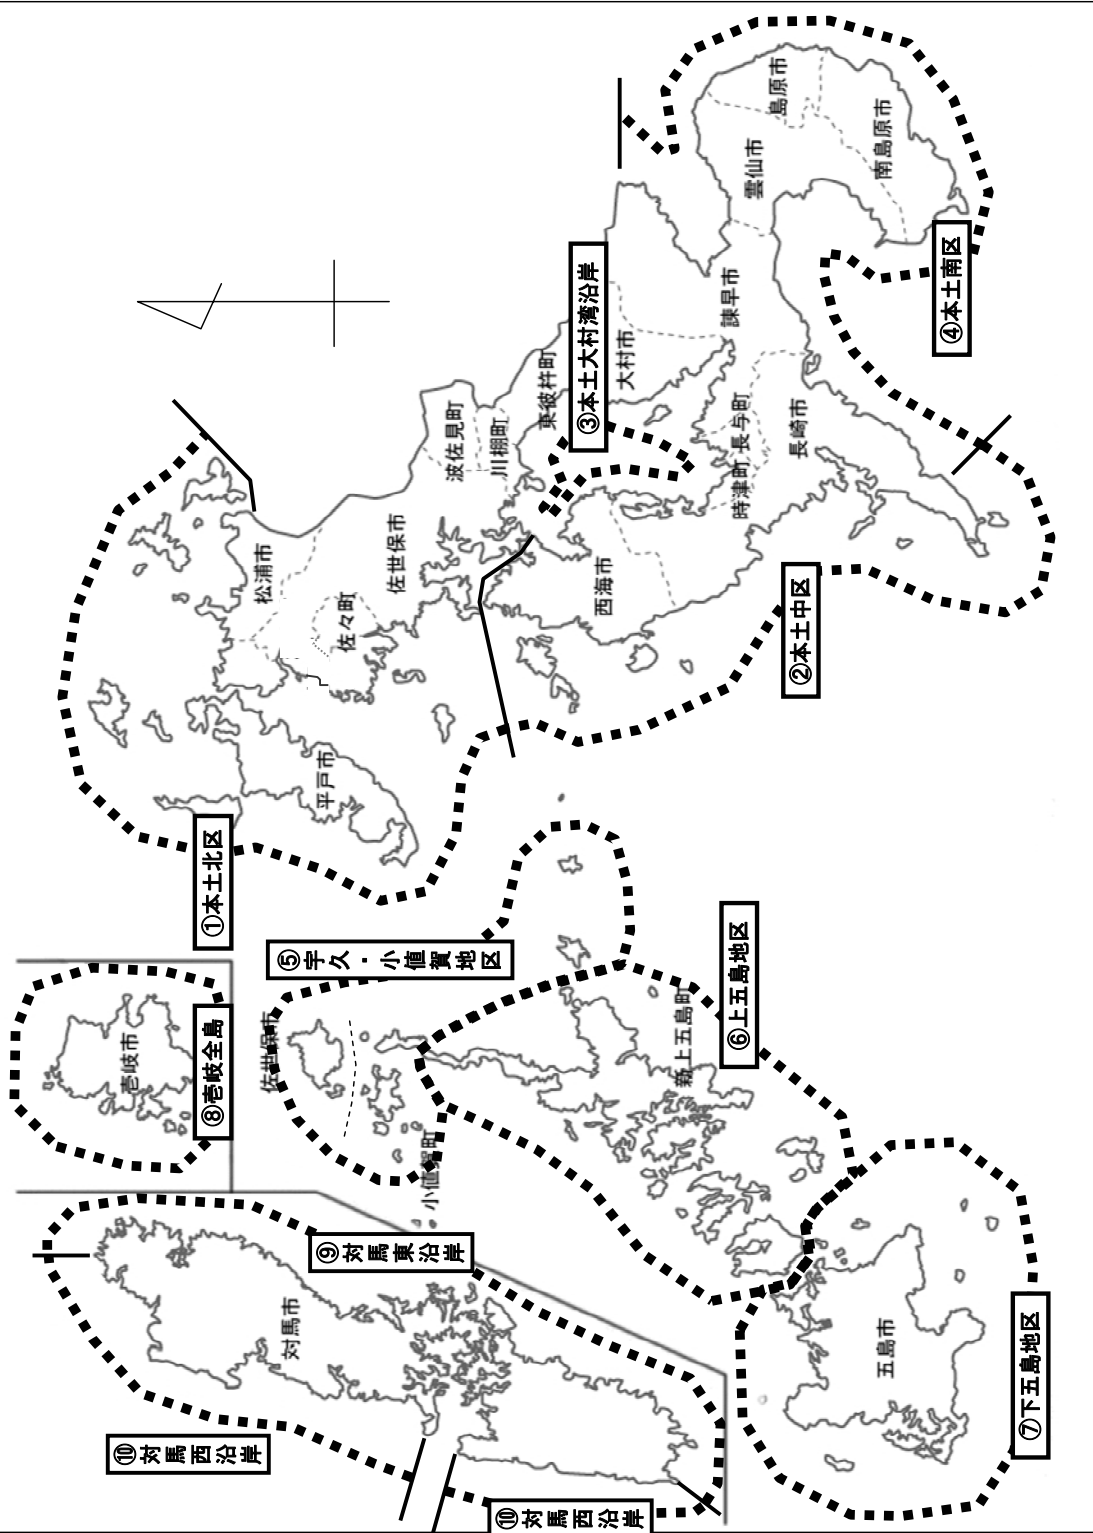 ⑩対馬西沿岸
⑩対馬西沿岸
⑨対馬東沿岸
対馬市
⑧壱岐全島
壱岐市
⑤宇久・小値賀地区
佐世保市
小値賀町
⑥上五島地区
新上五島町
⑦下五島地区
五島市
①本土北区
平戸市
松浦市
佐々町
佐世保市
②本土中区
西海市
長崎市
時津町
長与町
③本土大村湾沿岸
波佐見町
川棚町
東彼杵町
大村市
諫早市
④本土南区
雲仙市
島原市
南島原市